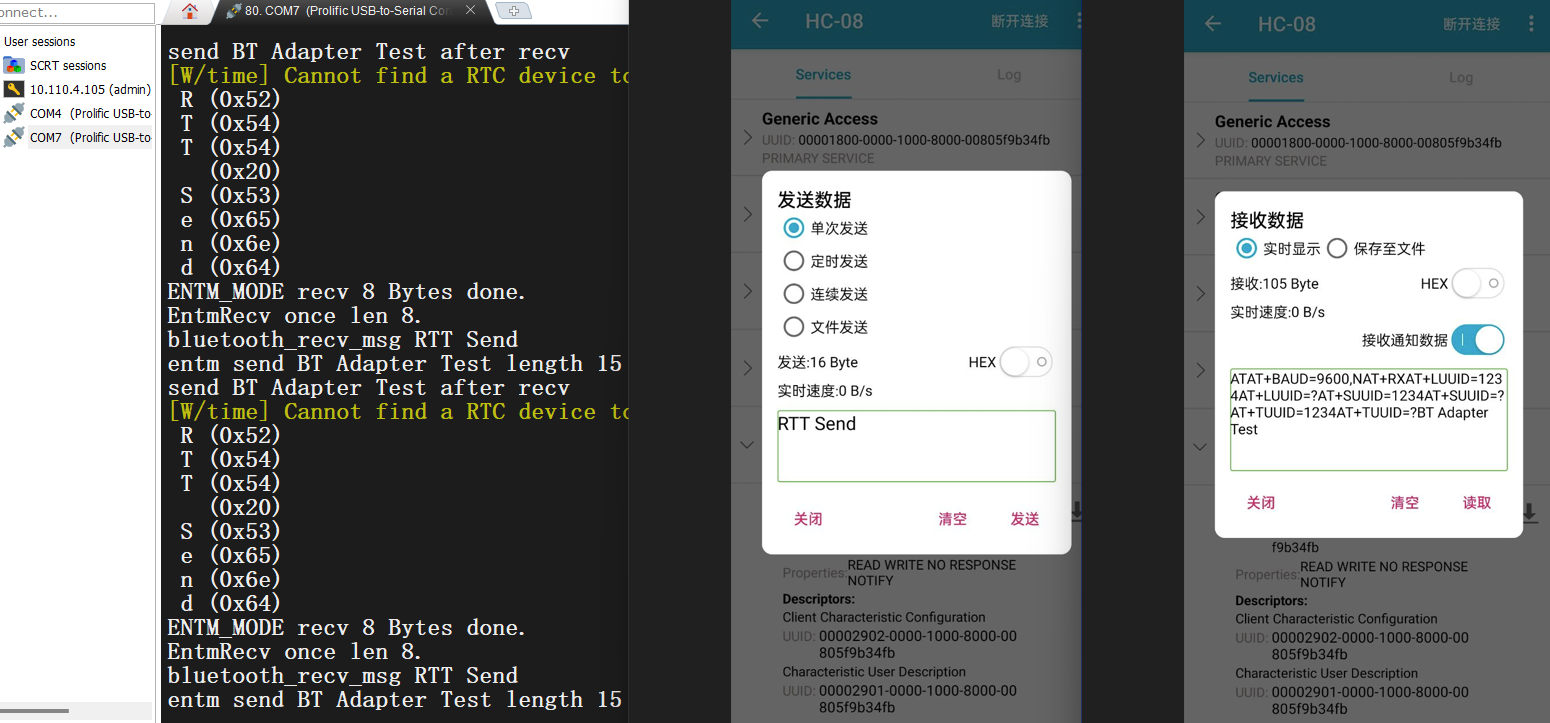 onnect...
User sessions
SCRT sessions
10.110.4.105 (admin)
COM4 (Prolific USB-to
COM7 (Prolific USB-to
80. COM7 (Prolific USB-to-Serial Con
send BT Adapter Test after recv
[W/time] Cannot find a RTC device to
R (0x52)
T (0x54)
T (0x54)
(0x20)
S (0x53)
e (0x65)
n (0x6e)
d (0x64)
ENTM_MODE recv 8 Bytes done.
EntmRecv once len 8.
bluetooth_recv_msg RTT Send
entm send BT Adapter Test length 15
send BT Adapter Test after recv
[W/time] Cannot find a RTC device to
R (0x52)
T (0x54)
T (0x54)
(0x20)
S (0x53)
e (0x65)
n (0x6e)
d (0x64)
ENTM_MODE recv 8 Bytes done.
EntmRecv once len 8.
bluetooth_recv_msg RTT Send
entm send BT Adapter Test length 15
HC-08
断开连接
Services
Log
Generic Access
UUID: 00001800-0000-1000-8000-00805f9b34fb
PRIMARY SERVICE
发送数据
单次发送
定时发送
连续发送
文件发送
发送:16 Byte
HEX
实时速度:0 B/s
RTT Send
关闭
清空
发送
Properties:
READ WRITE NO RESPONSE
NOTIFY
Descriptors:
Client Characteristic Configuration
UUID: 00002902-0000-1000-8000-00
805f9b34fb
Characteristic User Description
UUID: 00002901-0000-1000-8000-00
805f9b34fb
HC-08
断开连接
Services
Log
Generic Access
UUID: 00001800-0000-1000-8000-00805f9b34fb
PRIMARY SERVICE
接收数据
实时显示
保存至文件
接收:105 Byte
HEX
实时速度:0 B/s
接收通知数据
ATAT+BAUD=9600,NAT+RXAT+LUUID=123
4AT+LUUID=?AT+SUUID=1234AT+SUUID=?
AT+TUUID=1234AT+TUUID=?BT Adapter
Test
关闭
清空
读取
f9b34fb
Properties:
READ WRITE NO RESPONSE
NOTIFY
Descriptors:
Client Characteristic Configuration
UUID: 00002902-0000-1000-8000-00
805f9b34fb
Characteristic User Description
UUID: 00002901-0000-1000-8000-00
805f9b34fb